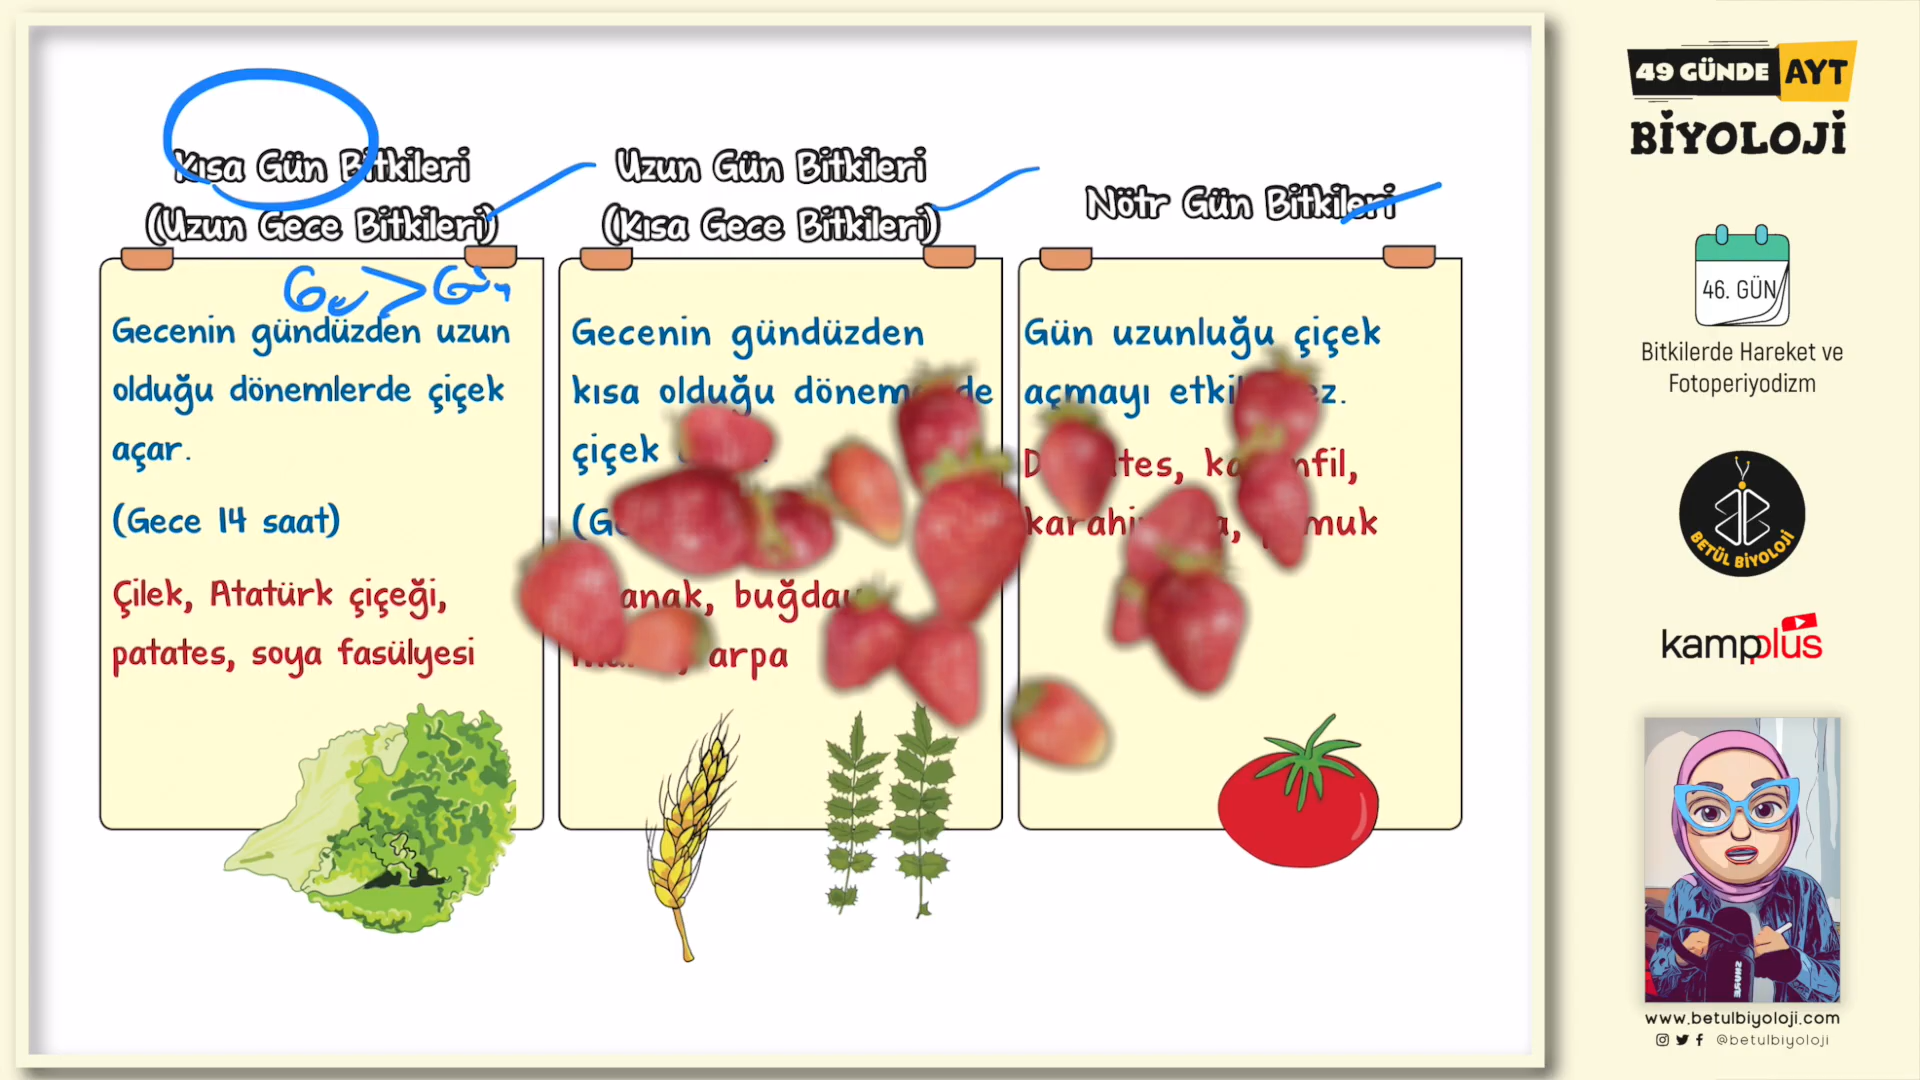 Kısa Gün Bitkileri
(Uzun Gece Bitkileri)
Gecenin gündüzden uzun
olduğu dönemlerde çiçek
açar.
(Gece 14 saat)
Çilek, Atatürk çiçeği,
patates, soya fasülyesi
Uzun Gün Bitkileri
(Kısa Gece Bitkileri)
Gecenin gündüzden
kısa olduğu
çiçek
buğday
arpa
Nötr Gün Bitkileri
Gün uzunluğu çiçek
açmayı
49 GÜNDE AYT
BİYOLOJİ
46. GÜN
Bitkilerde Hareket ve
Fotoperiyodizm
BETÜL BİYOLOJİ
kampplus
www.betulbiyoloji.com
@betulbiyoloji